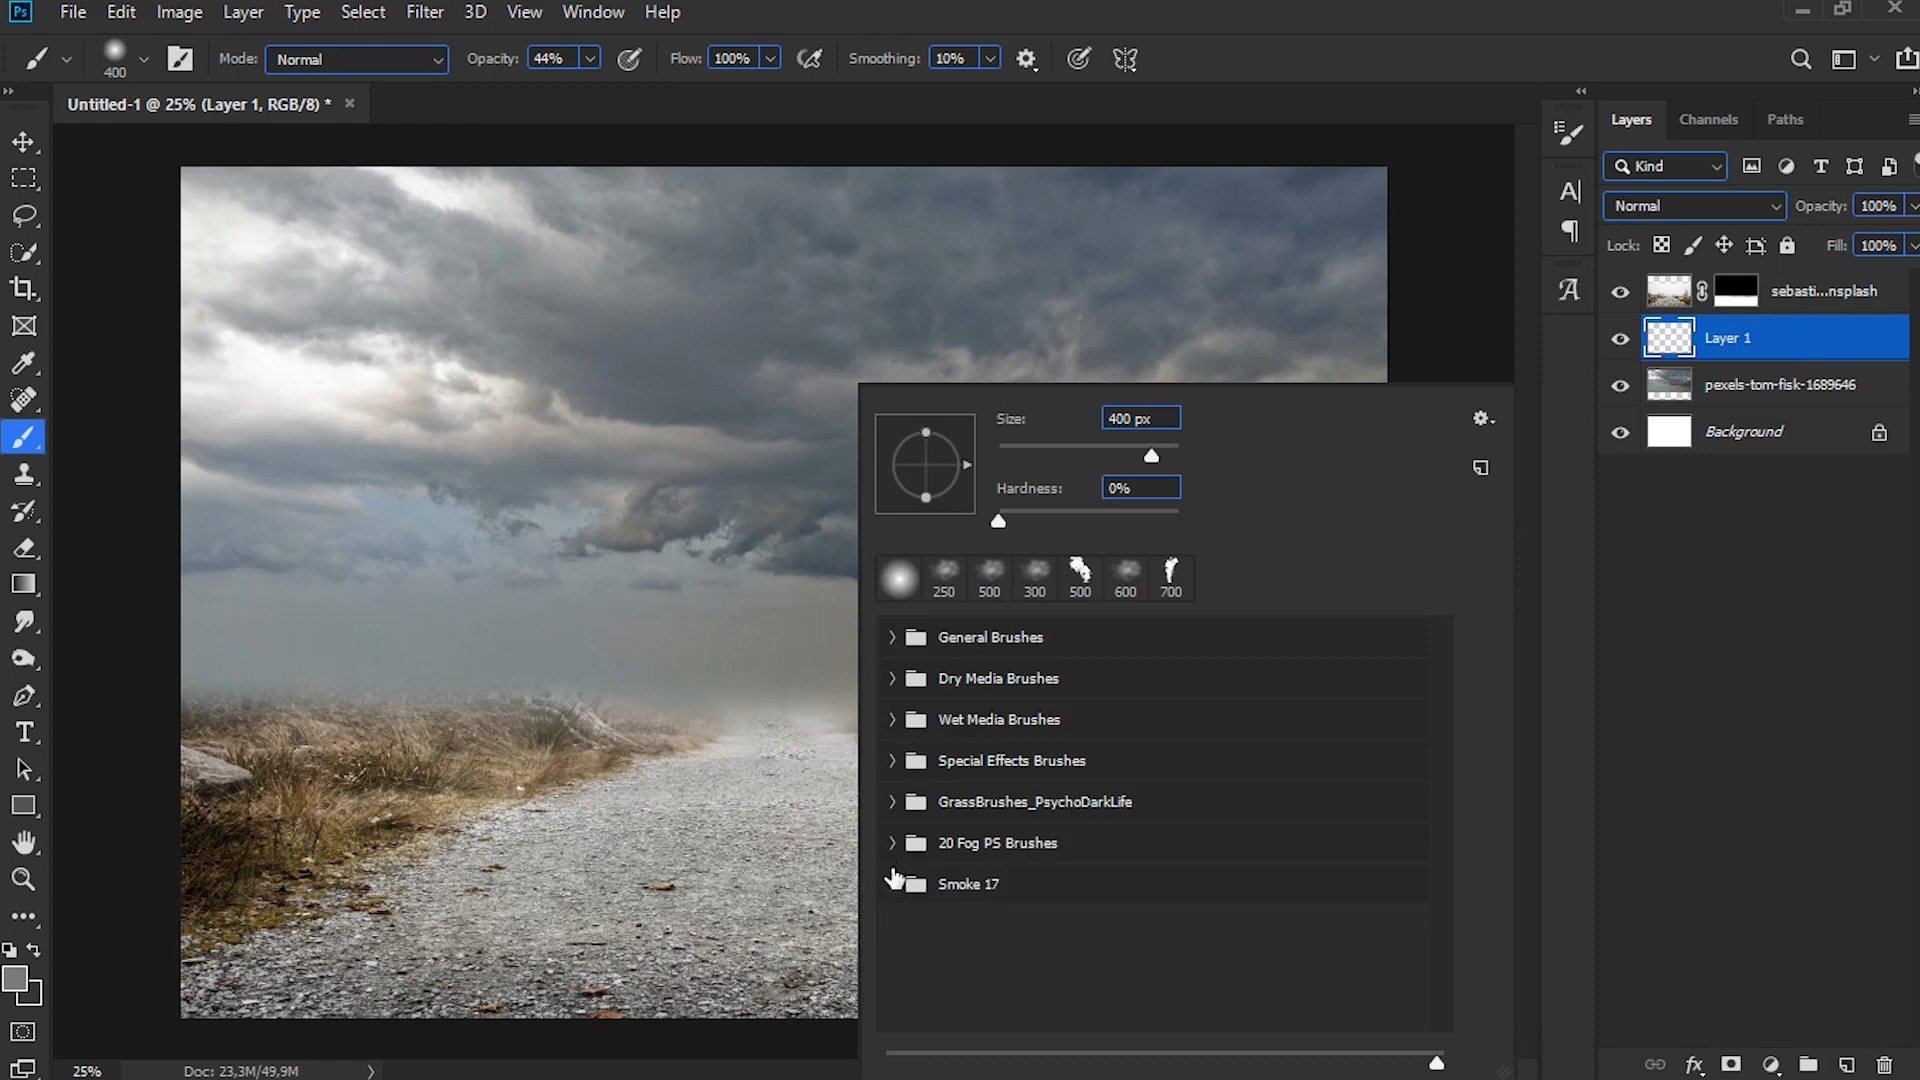 Ps File Edit Image Layer Type Select Filter 3D View Window Help
400 Mode: Normal Opacity: 44% Flow: 100% Smoothing: 10%
Untitled-1 @ 25% (Layer 1, RGB/8) *
Layers Channels Paths
Kind
Normal Opacity: 100%
Lock: Fill: 100%
sebasti...nsplash
Layer 1
pexels-tom-fisk-1689646
Background
Size: 400 px
Hardness: 0%
250 500 300 500 600 700
General Brushes
Dry Media Brushes
Wet Media Brushes
Special Effects Brushes
GrassBrushes_PsychoDarkLife
20 Fog PS Brushes
Smoke 17
25% Doc: 23,3M/49,9M